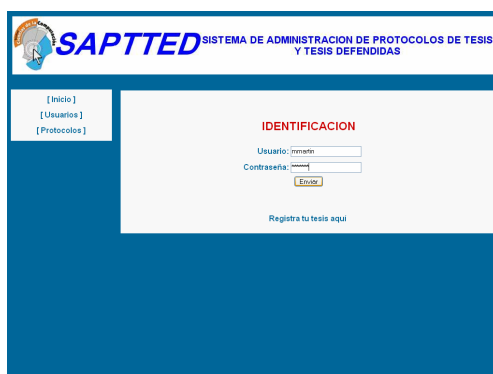 SAPTTED
SISTEMA DE ADMINISTRACION DE PROTOCOLOS DE TESIS
Y TESIS DEFENDIDAS
[ Inicio ]
[ Usuarios ]
[ Protocolos ]
IDENTIFICACION
Usuario: mmartin
Contraseña: *******
Enviar
Registra tu tesis aqui